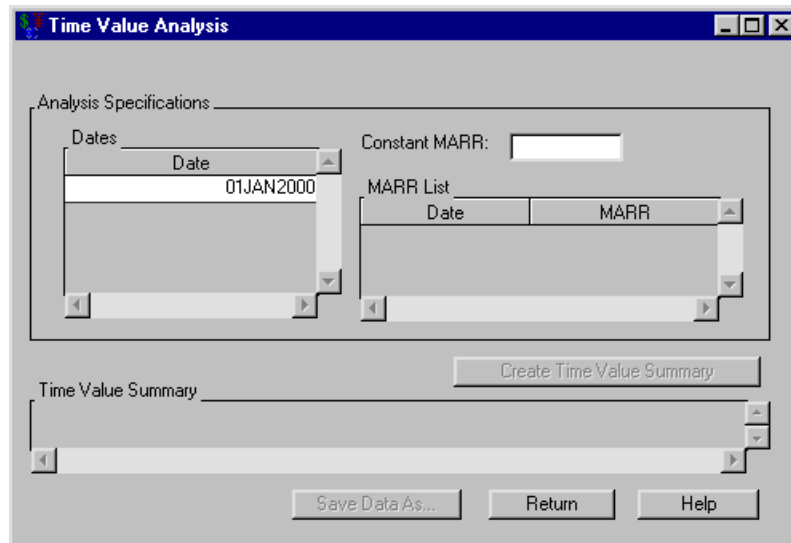 Time Value Analysis
Analysis Specifications
Dates
Date
01JAN2000
Constant MARR:
MARR List
Date MARR
Create Time Value Summary
Time Value Summary
Save Data As... Return Help